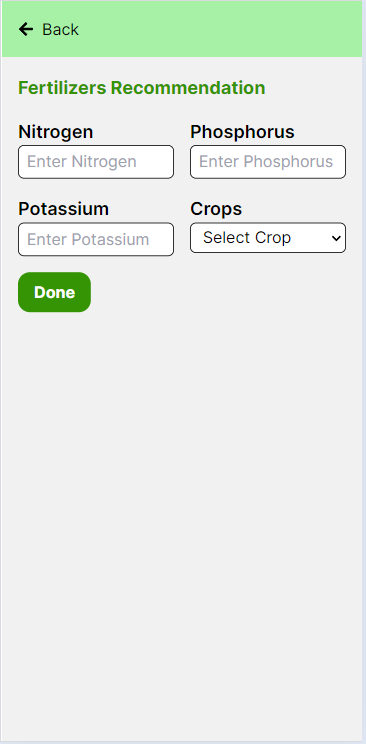 Back
Fertilizers Recommendation
Nitrogen Phosphorus
Enter Nitrogen Enter Phosphorus
Potassium Crops
Enter Potassium Select Crop
Done